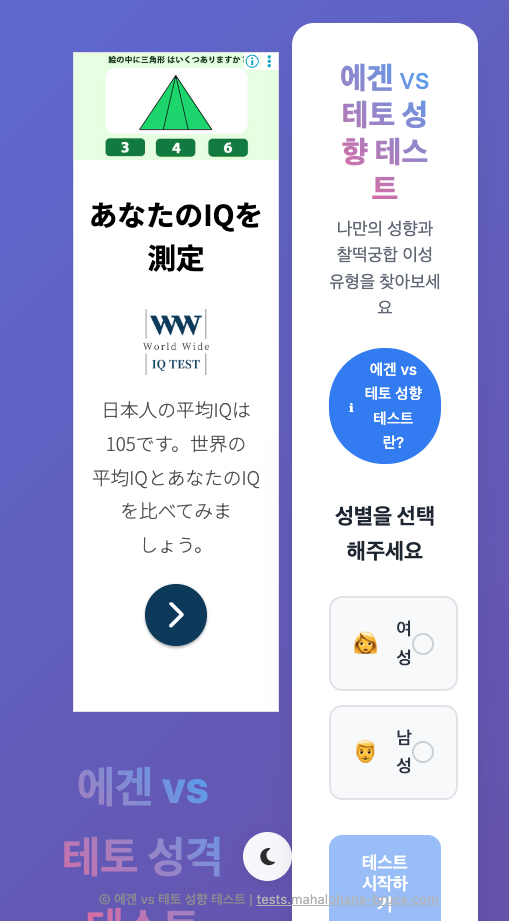 絵の中に三角形 はいくつありますか
3 4 6
あなたのIQを
測定
WW
World Wide
IQ TEST
日本人の平均IQは
105です。世界の
平均IQとあなたのIQ
を比べてみま
しょう。
에겐 vs
테토 성격
테스트
에겐 vs
테토 성
향 테스
트
나만의 성향과
찰떡궁합 이성
유형을 찾아보세
요
에겐 vs
테토 성향
테스트
란?
성별을 선택
해주세요
여
성
남
성
테스트
시작하
기
© 에겐 vs 테토 성향 테스트 |